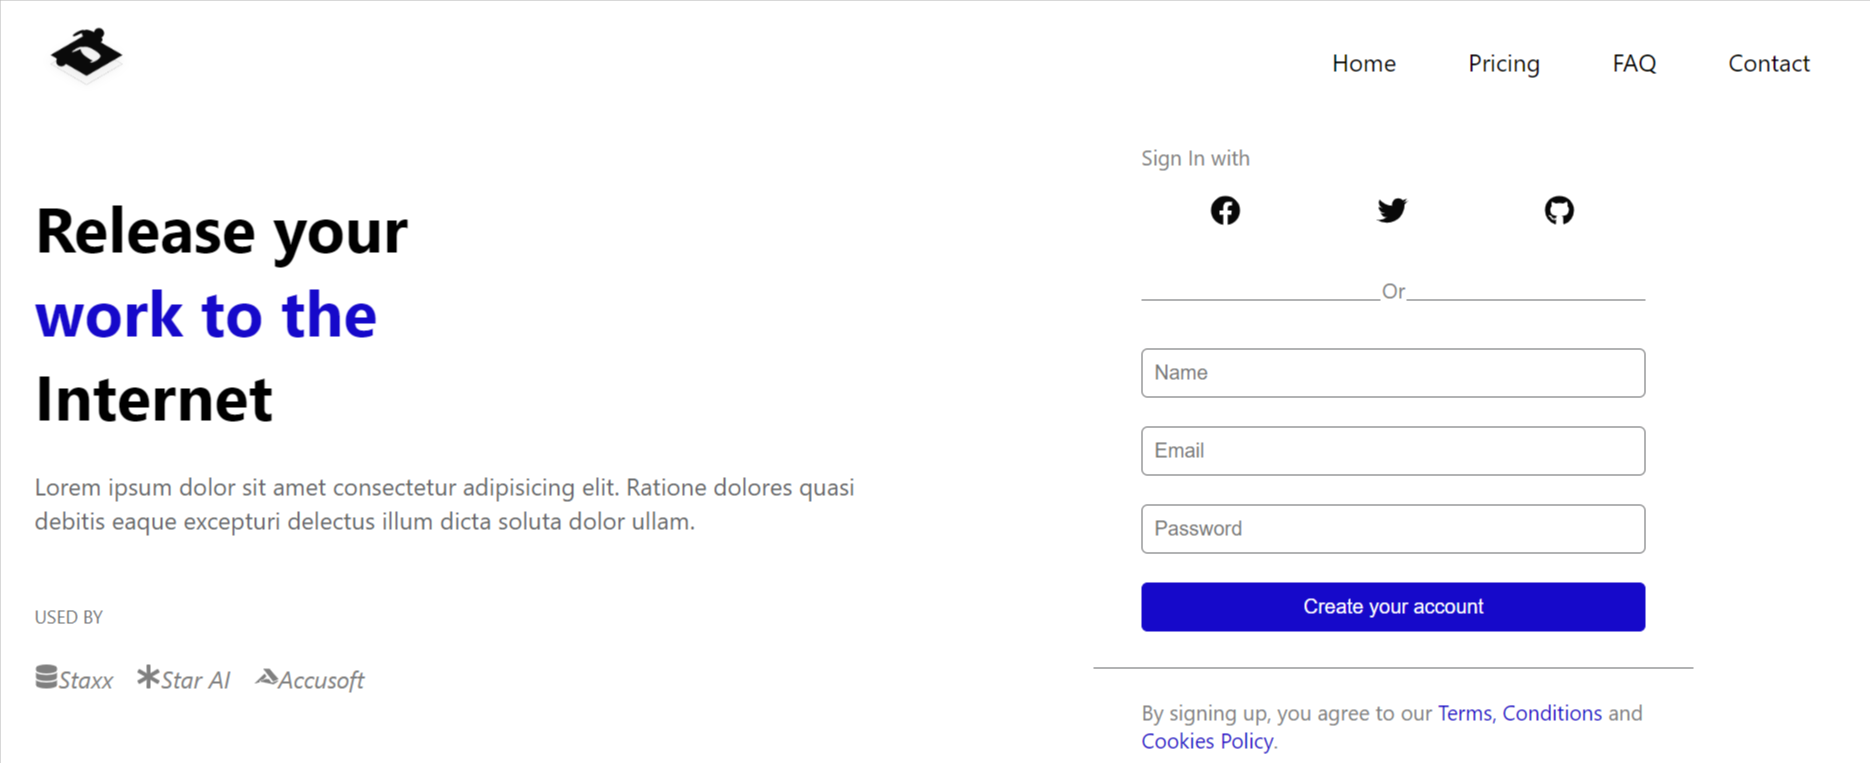 Home Pricing FAQ Contact
Release your
work to the
Internet
Lorem ipsum dolor sit amet consectetur adipisicing elit. Ratione dolores quasi
debitis eaque excepturi delectus illum dicta soluta dolor ullam.
USED BY
Staxx Star AI Accusoft
Sign In with
Or
Name
Email
Password
Create your account
By signing up, you agree to our Terms, Conditions and
Cookies Policy.